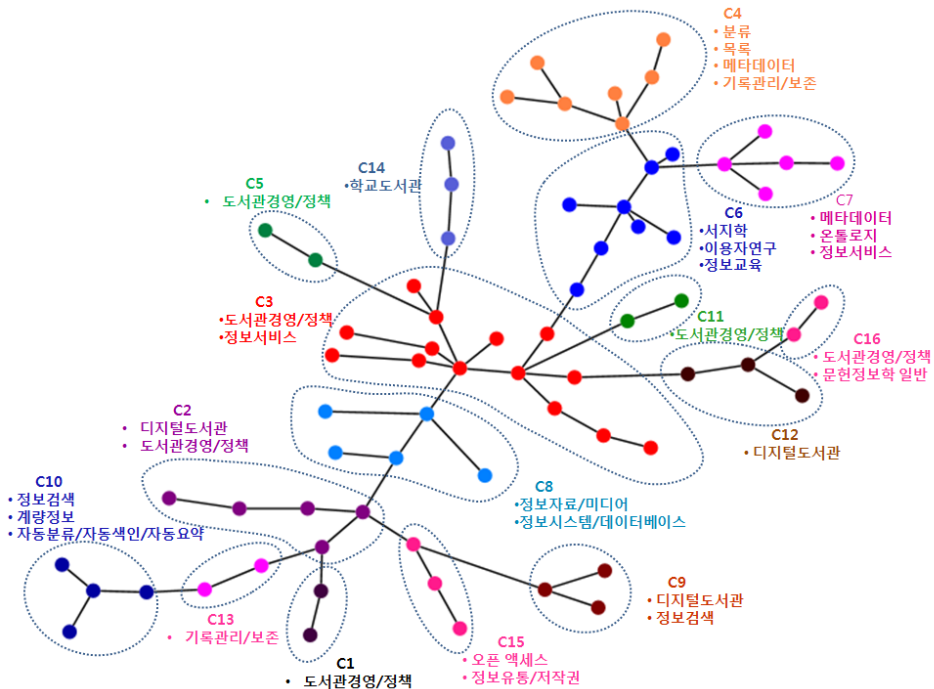 C4
• 분류
• 목록
• 메타데이터
• 기록관리/보존
C14
•학교도서관
C5
• 도서관경영/정책
C7
• 메타데이터
• 온톨로지
• 정보서비스
C6
•서지학
•이용자연구
•정보교육
C3
•도서관경영/정책
•정보서비스
C11
•도서관경영/정책
C16
• 도서관경영/정책
• 문헌정보학 일반
C12
• 디지털도서관
C2
• 디지털도서관
• 도서관경영/정책
C8
•정보자료/미디어
•정보시스템/데이터베이스
C10
• 정보검색
• 계량정보
• 자동분류/자동색인/자동요약
C9
• 디지털도서관
• 정보검색
C13
• 기록관리/보존
C15
• 오픈 액세스
• 정보유통/저작권
C1
• 도서관경영/정책